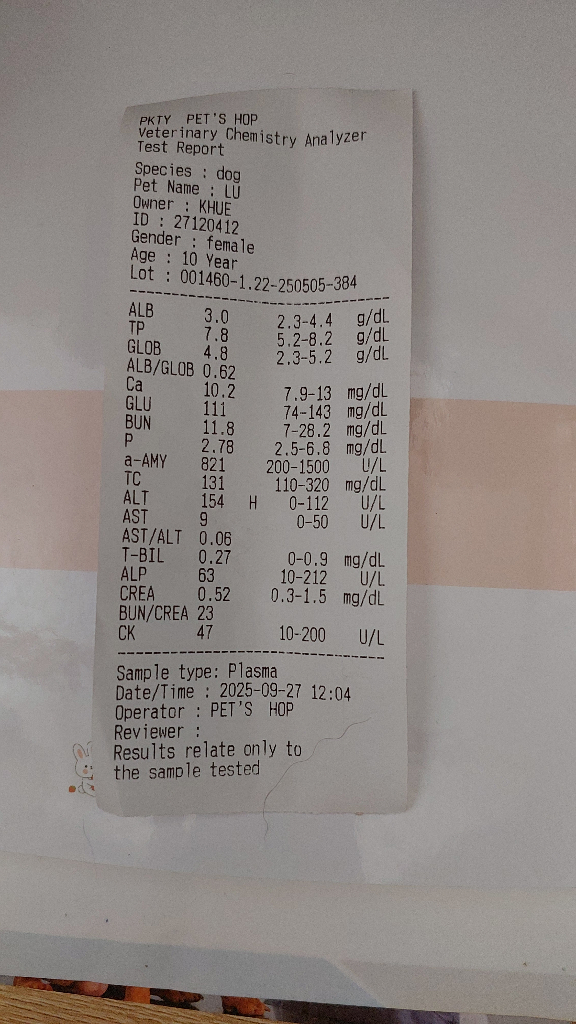 PKTY PET'S HOP
Veterinary Chemistry Analyzer
Test Report
Species : dog
Pet Name : LU
Owner : KHUE
ID : 27120412
Gender : female
Age : 10 Year
Lot : 001460-1.22-250505-384
ALB 3.0 2.3-4.4 g/dL
TP 7.8 5.2-8.2 g/dL
GLOB 4.8 2.3-5.2 g/dL
ALB/GLOB 0.62
Ca 10.2 7.9-13 mg/dL
GLU 111 74-143 mg/dL
BUN 11.8 7-28.2 mg/dL
P 2.78 2.5-6.8 mg/dL
a-AMY 821 200-1500 U/L
TC 131 110-320 mg/dL
ALT 154 H 0-112 U/L
AST 9 0-50 U/L
AST/ALT 0.06
T-BIL 0.27 0-0.9 mg/dL
ALP 63 10-212 U/L
CREA 0.52 0.3-1.5 mg/dL
BUN/CREA 23
CK 47 10-200 U/L
Sample type: Plasma
Date/Time : 2025-09-27 12:04
Operator : PET'S HOP
Reviewer :
Results relate only to
the sample tested